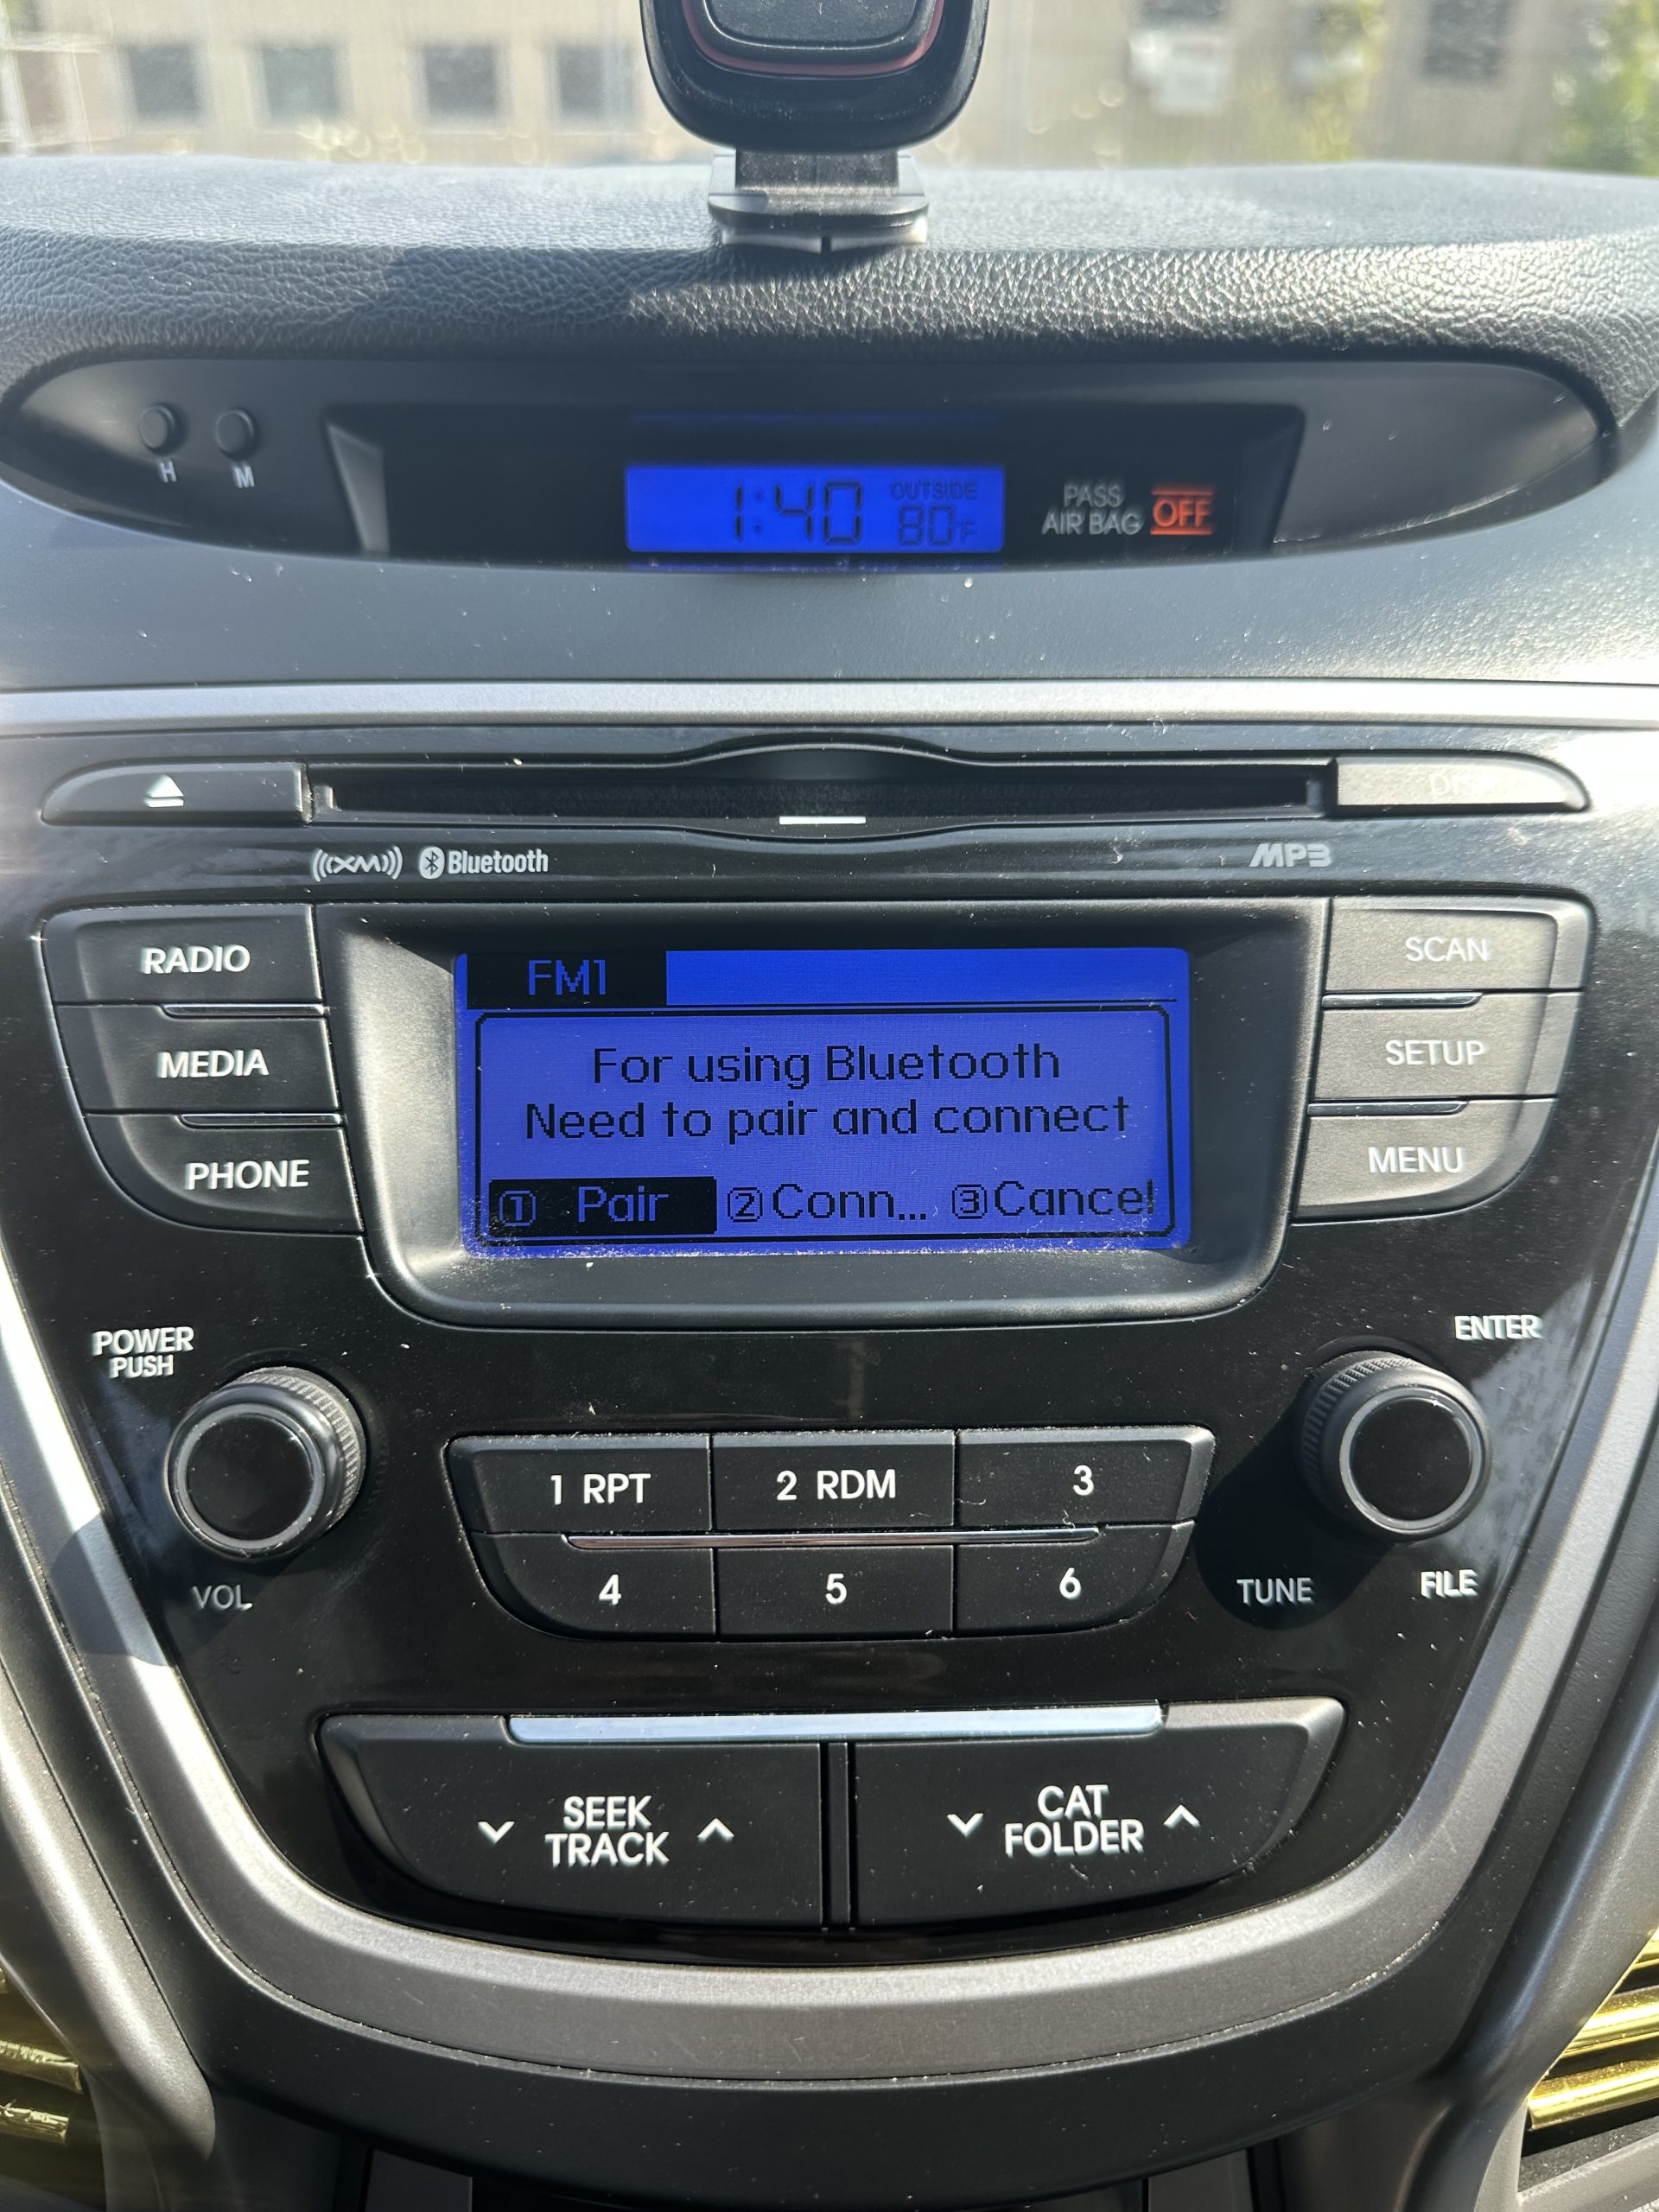 1:40 OUTSIDE
80°F
PASS
AIR BAG OFF
H M
XM Bluetooth MP3
RADIO
MEDIA
PHONE
FM1
For using Bluetooth
Need to pair and connect
① Pair ②Conn... ③Cancel
SCAN
SETUP
MENU
POWER
PUSH
VOL
ENTER
1 RPT 2 RDM 3
4 5 6
TUNE FILE
SEEK
TRACK
CAT
FOLDER